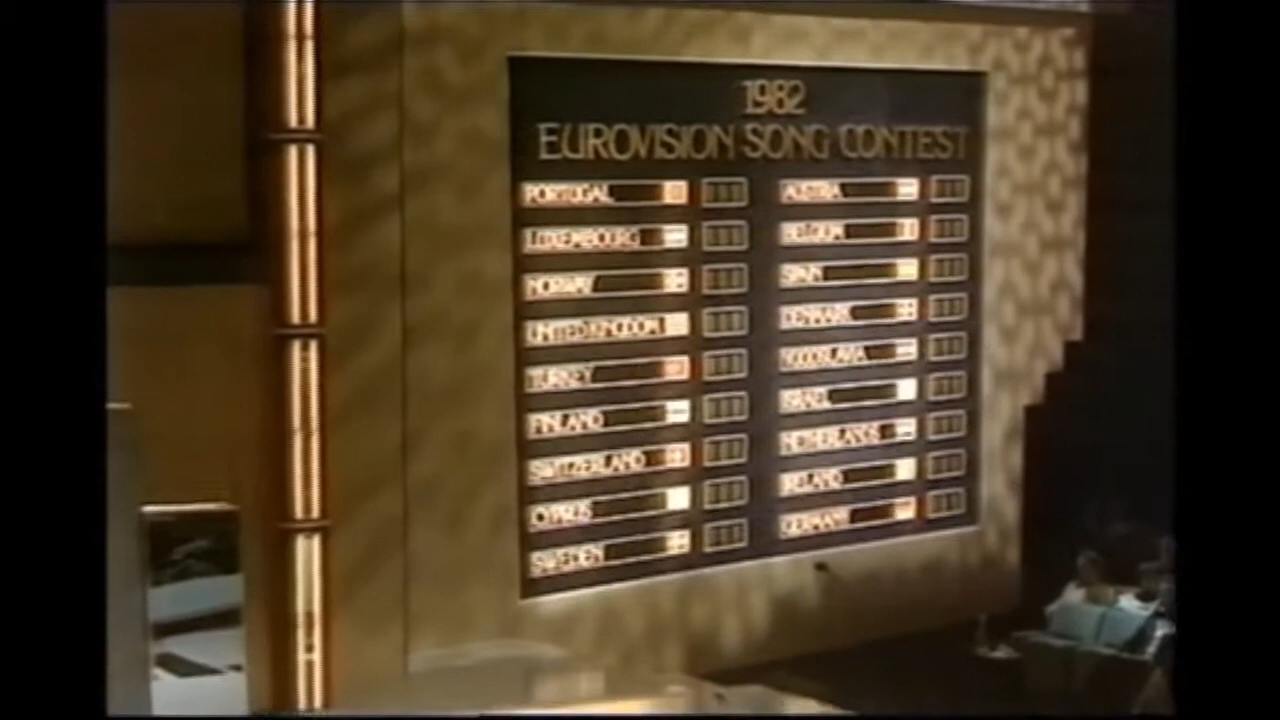 1982
EUROVISION SONG CONTEST
PORTUGAL
LUXEMBOURG
NORWAY
UNITED KINGDOM
TURKEY
FINLAND
SWITZERLAND
CYPRUS
SWEDEN
AUSTRIA
BELGIUM
SPAIN
DENMARK
YUGOSLAVIA
ISRAEL
NETHERLANDS
IRELAND
GERMANY